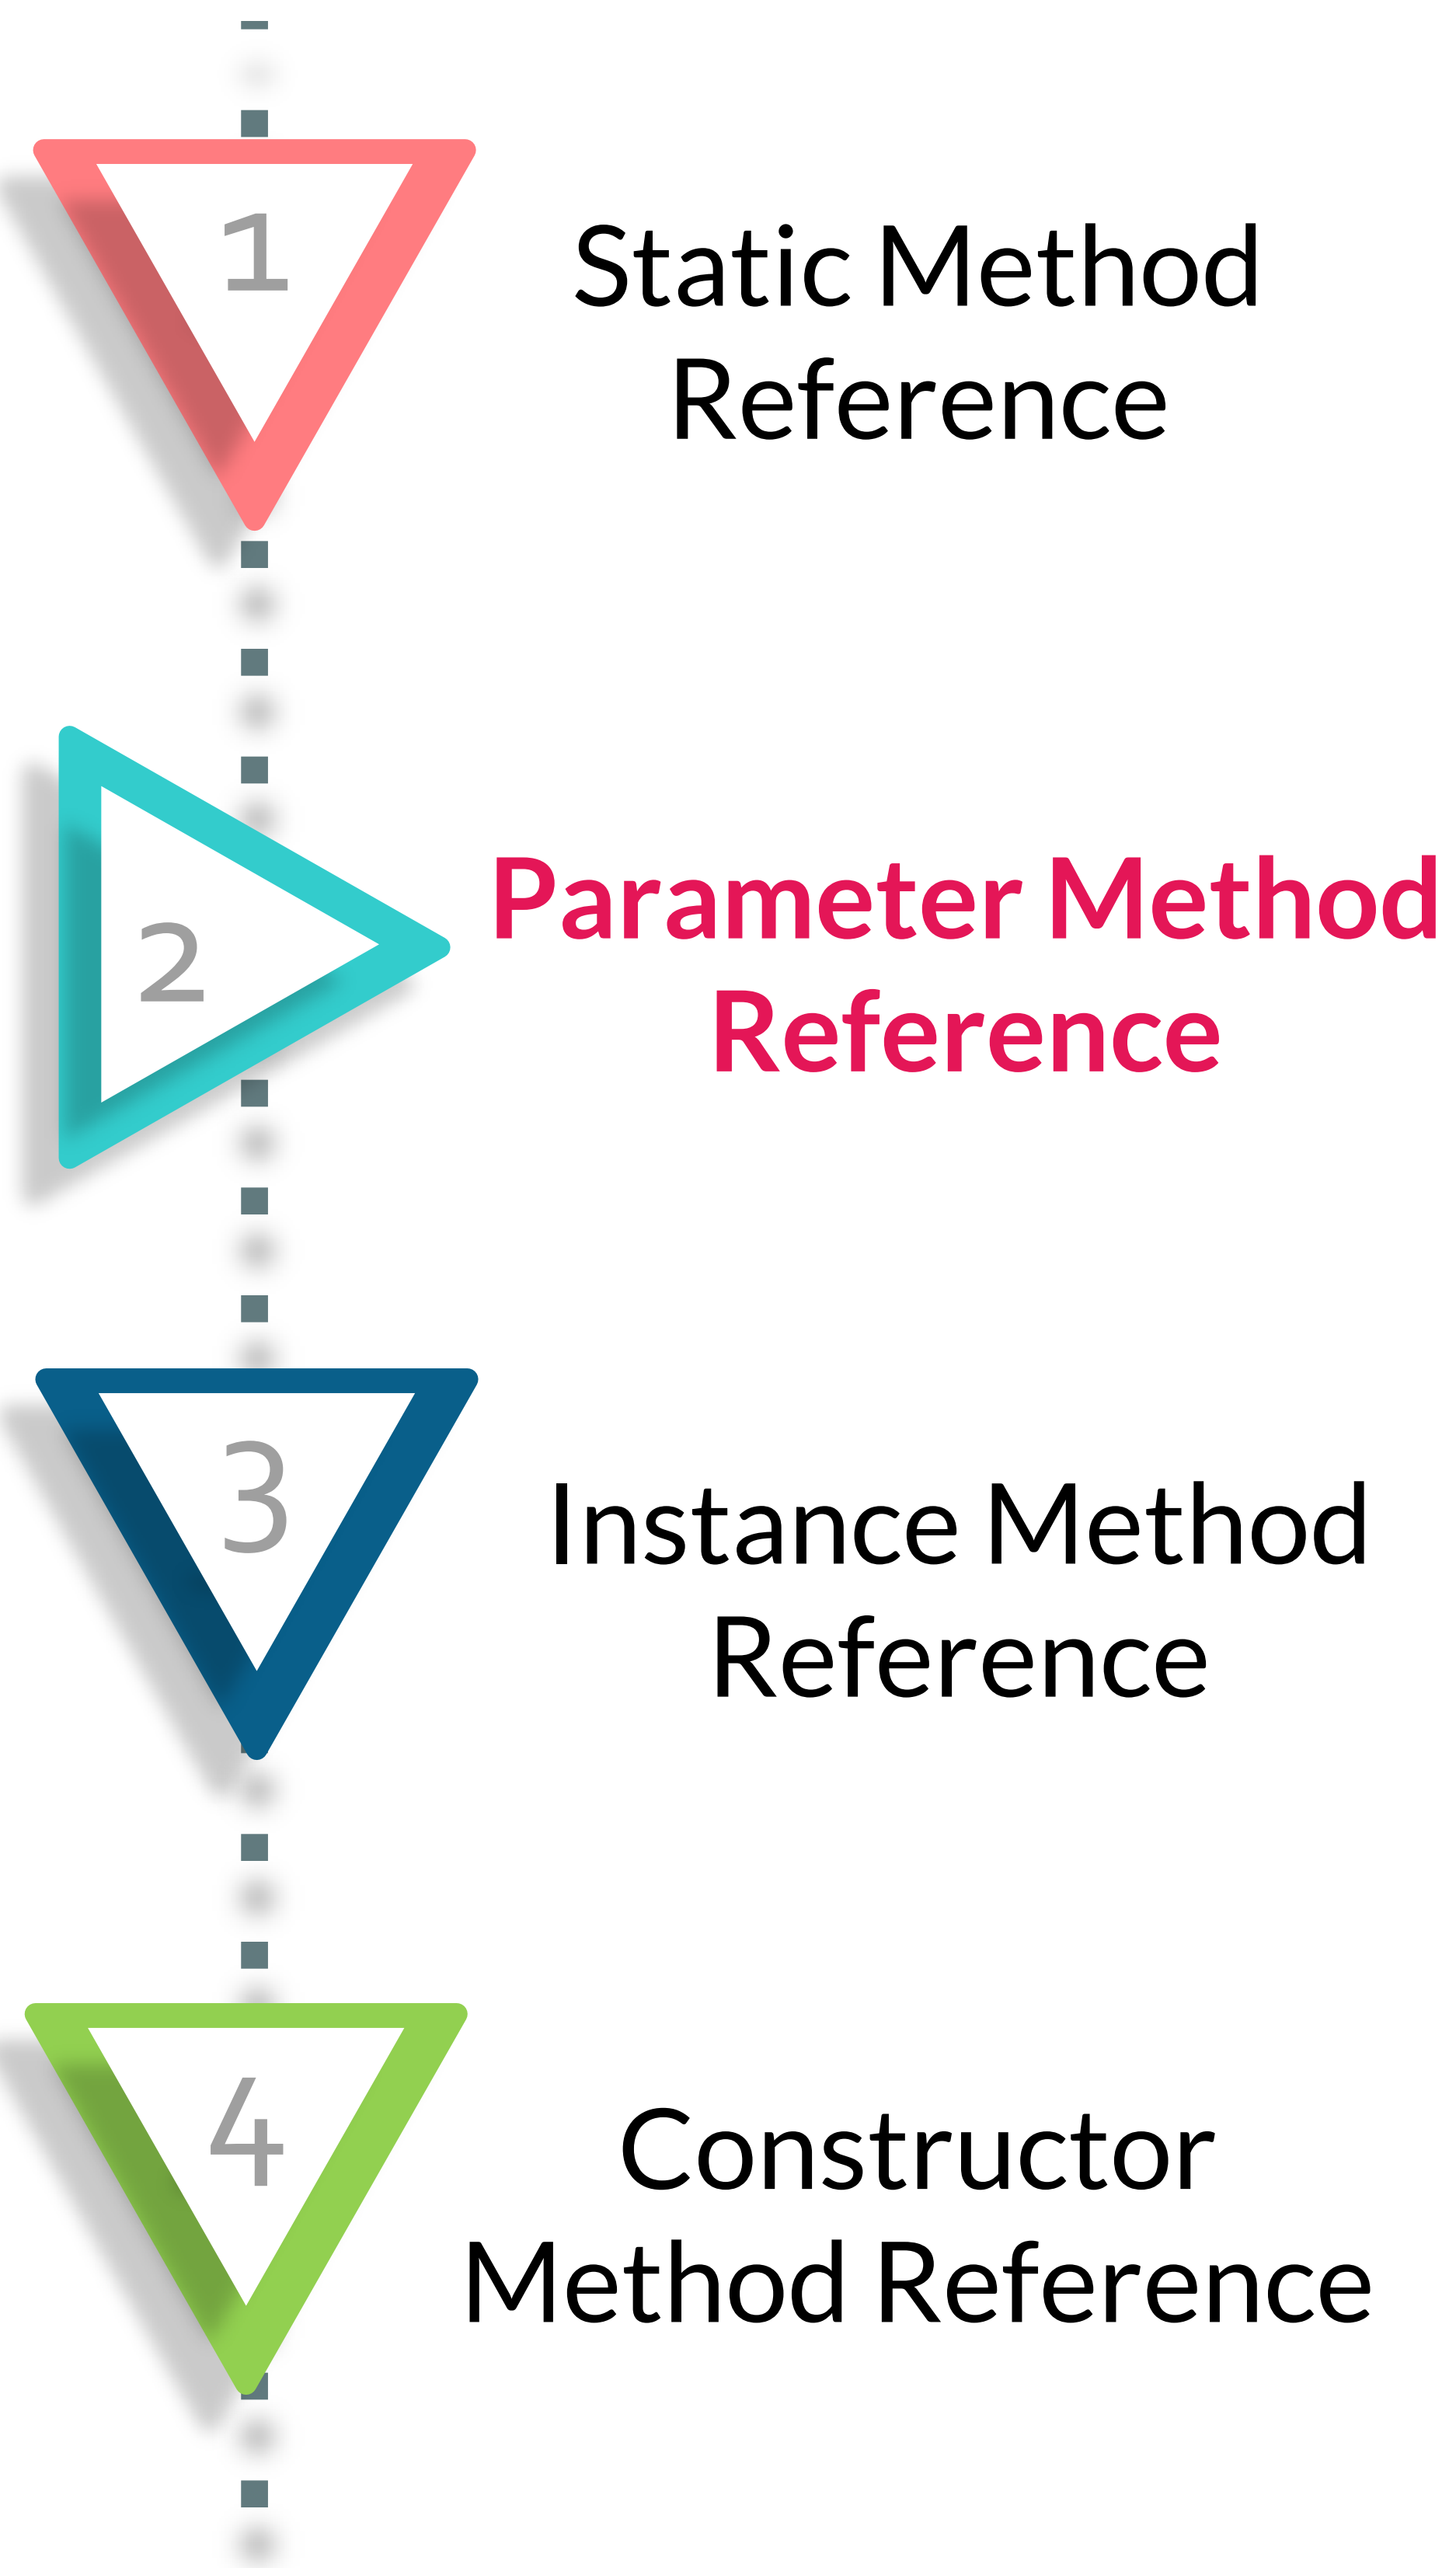 1
Static Method
Reference
2
Parameter Method
Reference
3
Instance Method
Reference
4
Constructor
Method Reference